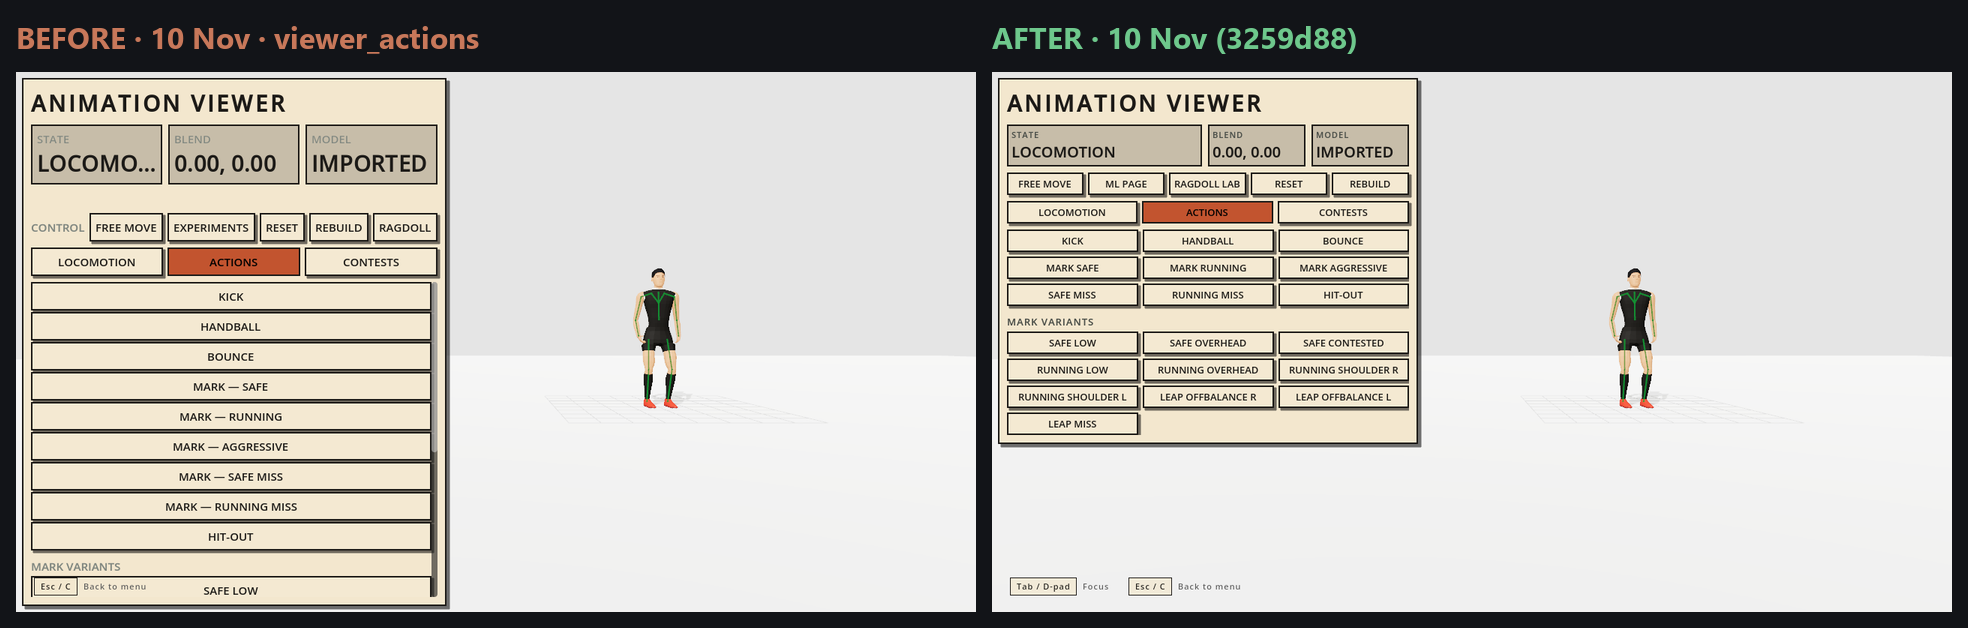 BEFORE · 10 Nov · viewer_actions
ANIMATION VIEWER
STATE BLEND MODEL
LOCOMO... 0.00, 0.00 IMPORTED
CONTROL FREE MOVE EXPERIMENTS RESET REBUILD RAGDOLL
LOCOMOTION ACTIONS CONTESTS
KICK
HANDBALL
BOUNCE
MARK — SAFE
MARK — RUNNING
MARK — AGGRESSIVE
MARK — SAFE MISS
MARK — RUNNING MISS
HIT-OUT
MARK VARIANTS
SAFE LOW
Esc / C Back to menu
AFTER · 10 Nov (3259d88)
ANIMATION VIEWER
STATE BLEND MODEL
LOCOMOTION 0.00, 0.00 IMPORTED
FREE MOVE ML PAGE RAGDOLL LAB RESET REBUILD
LOCOMOTION ACTIONS CONTESTS
KICK HANDBALL BOUNCE
MARK SAFE MARK RUNNING MARK AGGRESSIVE
SAFE MISS RUNNING MISS HIT-OUT
MARK VARIANTS
SAFE LOW SAFE OVERHEAD SAFE CONTESTED
RUNNING LOW RUNNING OVERHEAD RUNNING SHOULDER R
RUNNING SHOULDER L LEAP OFFBALANCE R LEAP OFFBALANCE L
LEAP MISS
Tab / D-pad Focus Esc / C Back to menu